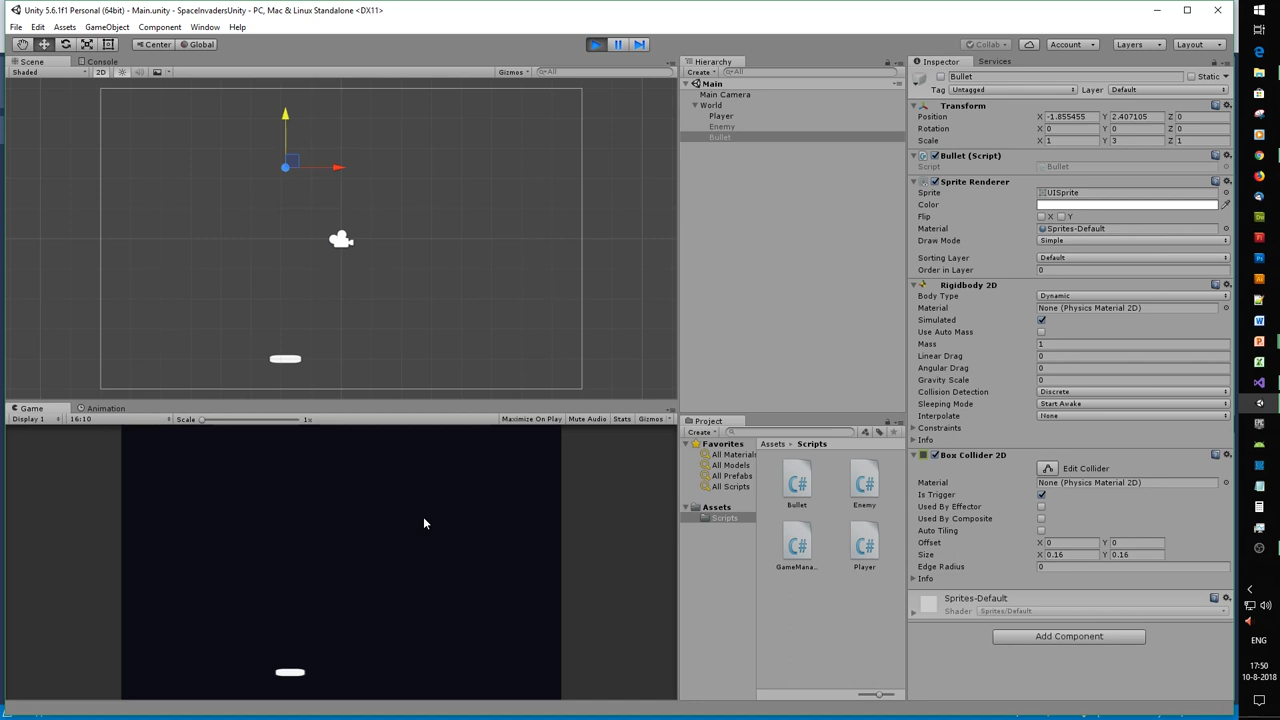 Unity 5.6.1f1 Personal (64bit) - Main.unity - SpaceInvadersUnity - PC, Mac & Linux Standalone <DX11>
File Edit Assets GameObject Component Window Help
Center Global Collab Account Layers Layout
Scene Console
Shaded 2D Gizmos All
Hierarchy
Create All
Main
Main Camera
World
Player
Enemy
Bullet
Game Animation
Display 1 16:10 Scale 1x Maximize On Play Mute Audio Stats Gizmos
Project
Create
Favorites
All Materials
All Models
All Prefabs
All Scripts
Assets
Scripts
Assets Scripts
Bullet Enemy
GameMana... Player
Inspector Services
Bullet Static
Tag Untagged Layer Default
Transform
Position X -1.855455 Y 2.407105 Z 0
Rotation X 0 Y 0 Z 0
Scale X 1 Y 3 Z 1
Bullet (Script)
Script Bullet
Sprite Renderer
Sprite UISprite
Color
Flip X Y
Material Sprites-Default
Draw Mode Simple
Sorting Layer Default
Order in Layer 0
Rigidbody 2D
Body Type Dynamic
Material None (Physics Material 2D)
Simulated
Use Auto Mass
Mass 1
Linear Drag 0
Angular Drag 0
Gravity Scale 0
Collision Detection Discrete
Sleeping Mode Start Awake
Interpolate None
Constraints
Info
Box Collider 2D
Edit Collider
Material None (Physics Material 2D)
Is Trigger
Used By Effector
Used By Composite
Auto Tiling
Offset X 0 Y 0
Size X 0.16 Y 0.16
Edge Radius 0
Info
Sprites-Default
Shader Sprites/Default
Add Component
ENG
17:50
10-8-2018